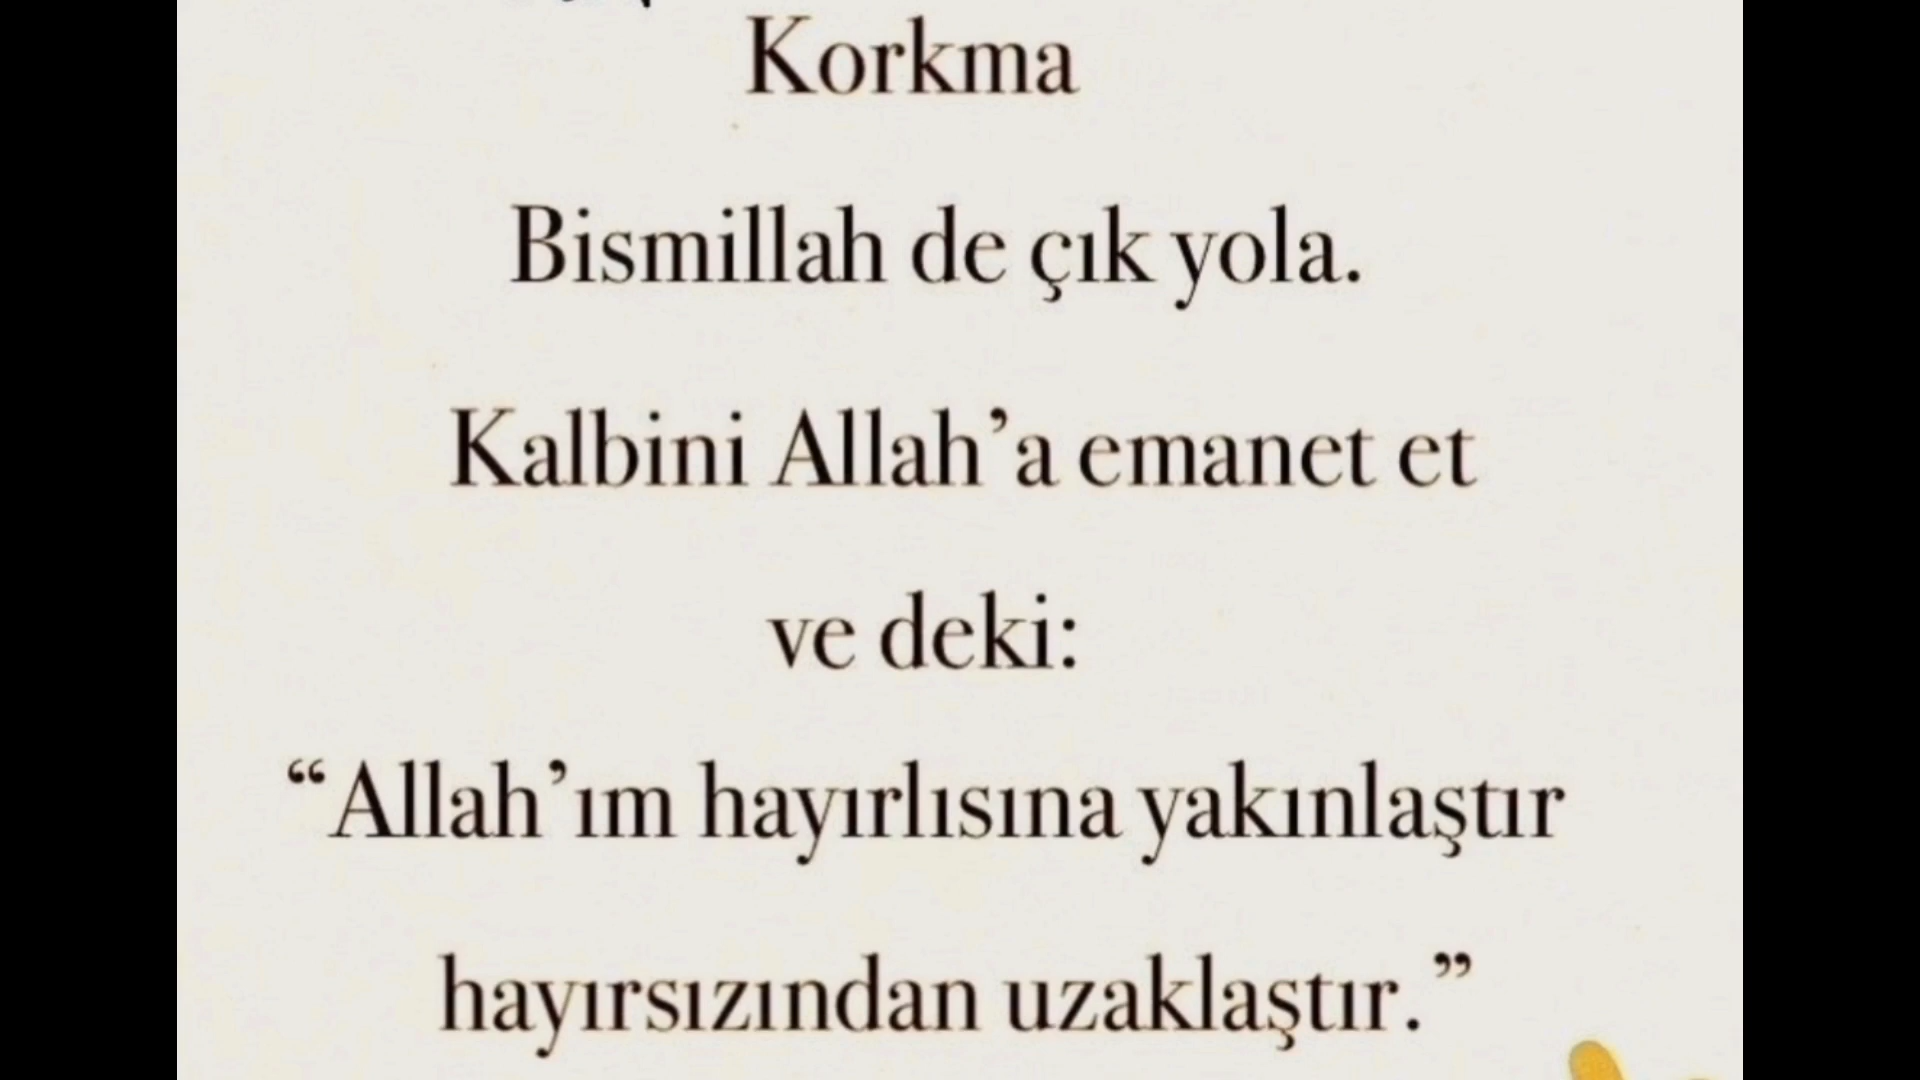 Korkma
Bismillah de çık yola.
Kalbini Allah’a emanet et
ve deki:
“Allah’ım hayırlısına yakınlaştır
hayırsızından uzaklaştır.”